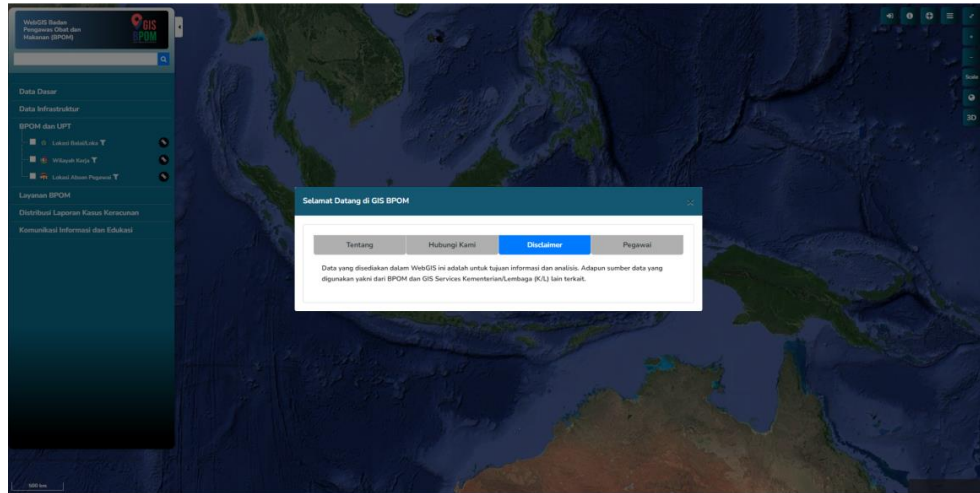 WebGIS Badan
Pengawas Obat dan
Makanan (BPOM)
GIS
BPOM
Data Dasar
Data Infrastruktur
BPOM dan UPT
Lokasi Balai/Loka
Wilayah Kerja
Lokasi Absen Pegawai
Layanan BPOM
Distribusi Laporan Kasus Keracunan
Komunikasi Informasi dan Edukasi
Selamat Datang di GIS BPOM
Tentang Hubungi Kami Disclaimer Pegawai
Data yang disediakan dalam WebGIS ini adalah untuk tujuan informasi dan analisis. Adapun sumber data yang
digunakan yakni dari BPOM dan GIS Services Kementerian/Lembaga (K/L) lain terkait.
Scale
3D
500 km